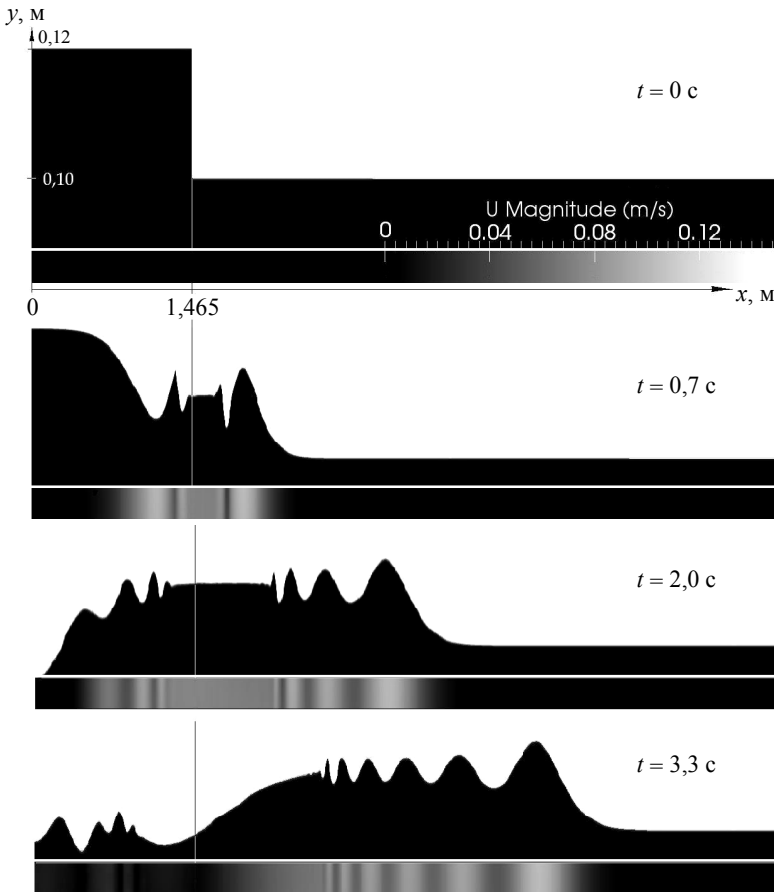 y, м
0,12
t = 0 с
0,10
U Magnitude (m/s)
0 0.04 0.08 0.12
x, м
0 1,465
t = 0,7 с
t = 2,0 с
t = 3,3 с